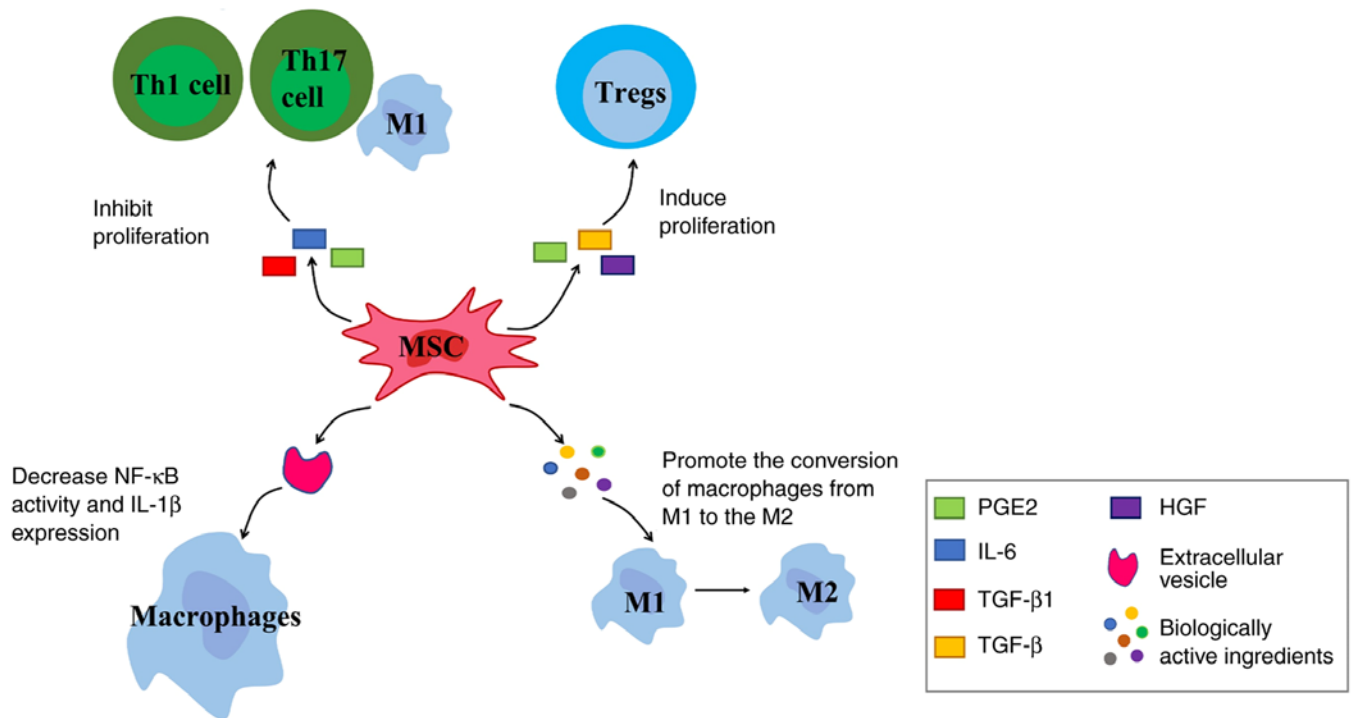 Th1 cell
Th17
cell
M1
Tregs
Inhibit
proliferation
Induce
proliferation
MSC
Decrease NF-κB
activity and IL-1β
expression
Promote the conversion
of macrophages from
M1 to the M2
Macrophages
M1
M2
PGE2
IL-6
TGF-β1
TGF-β
HGF
Extracellular
vesicle
Biologically
active ingredients